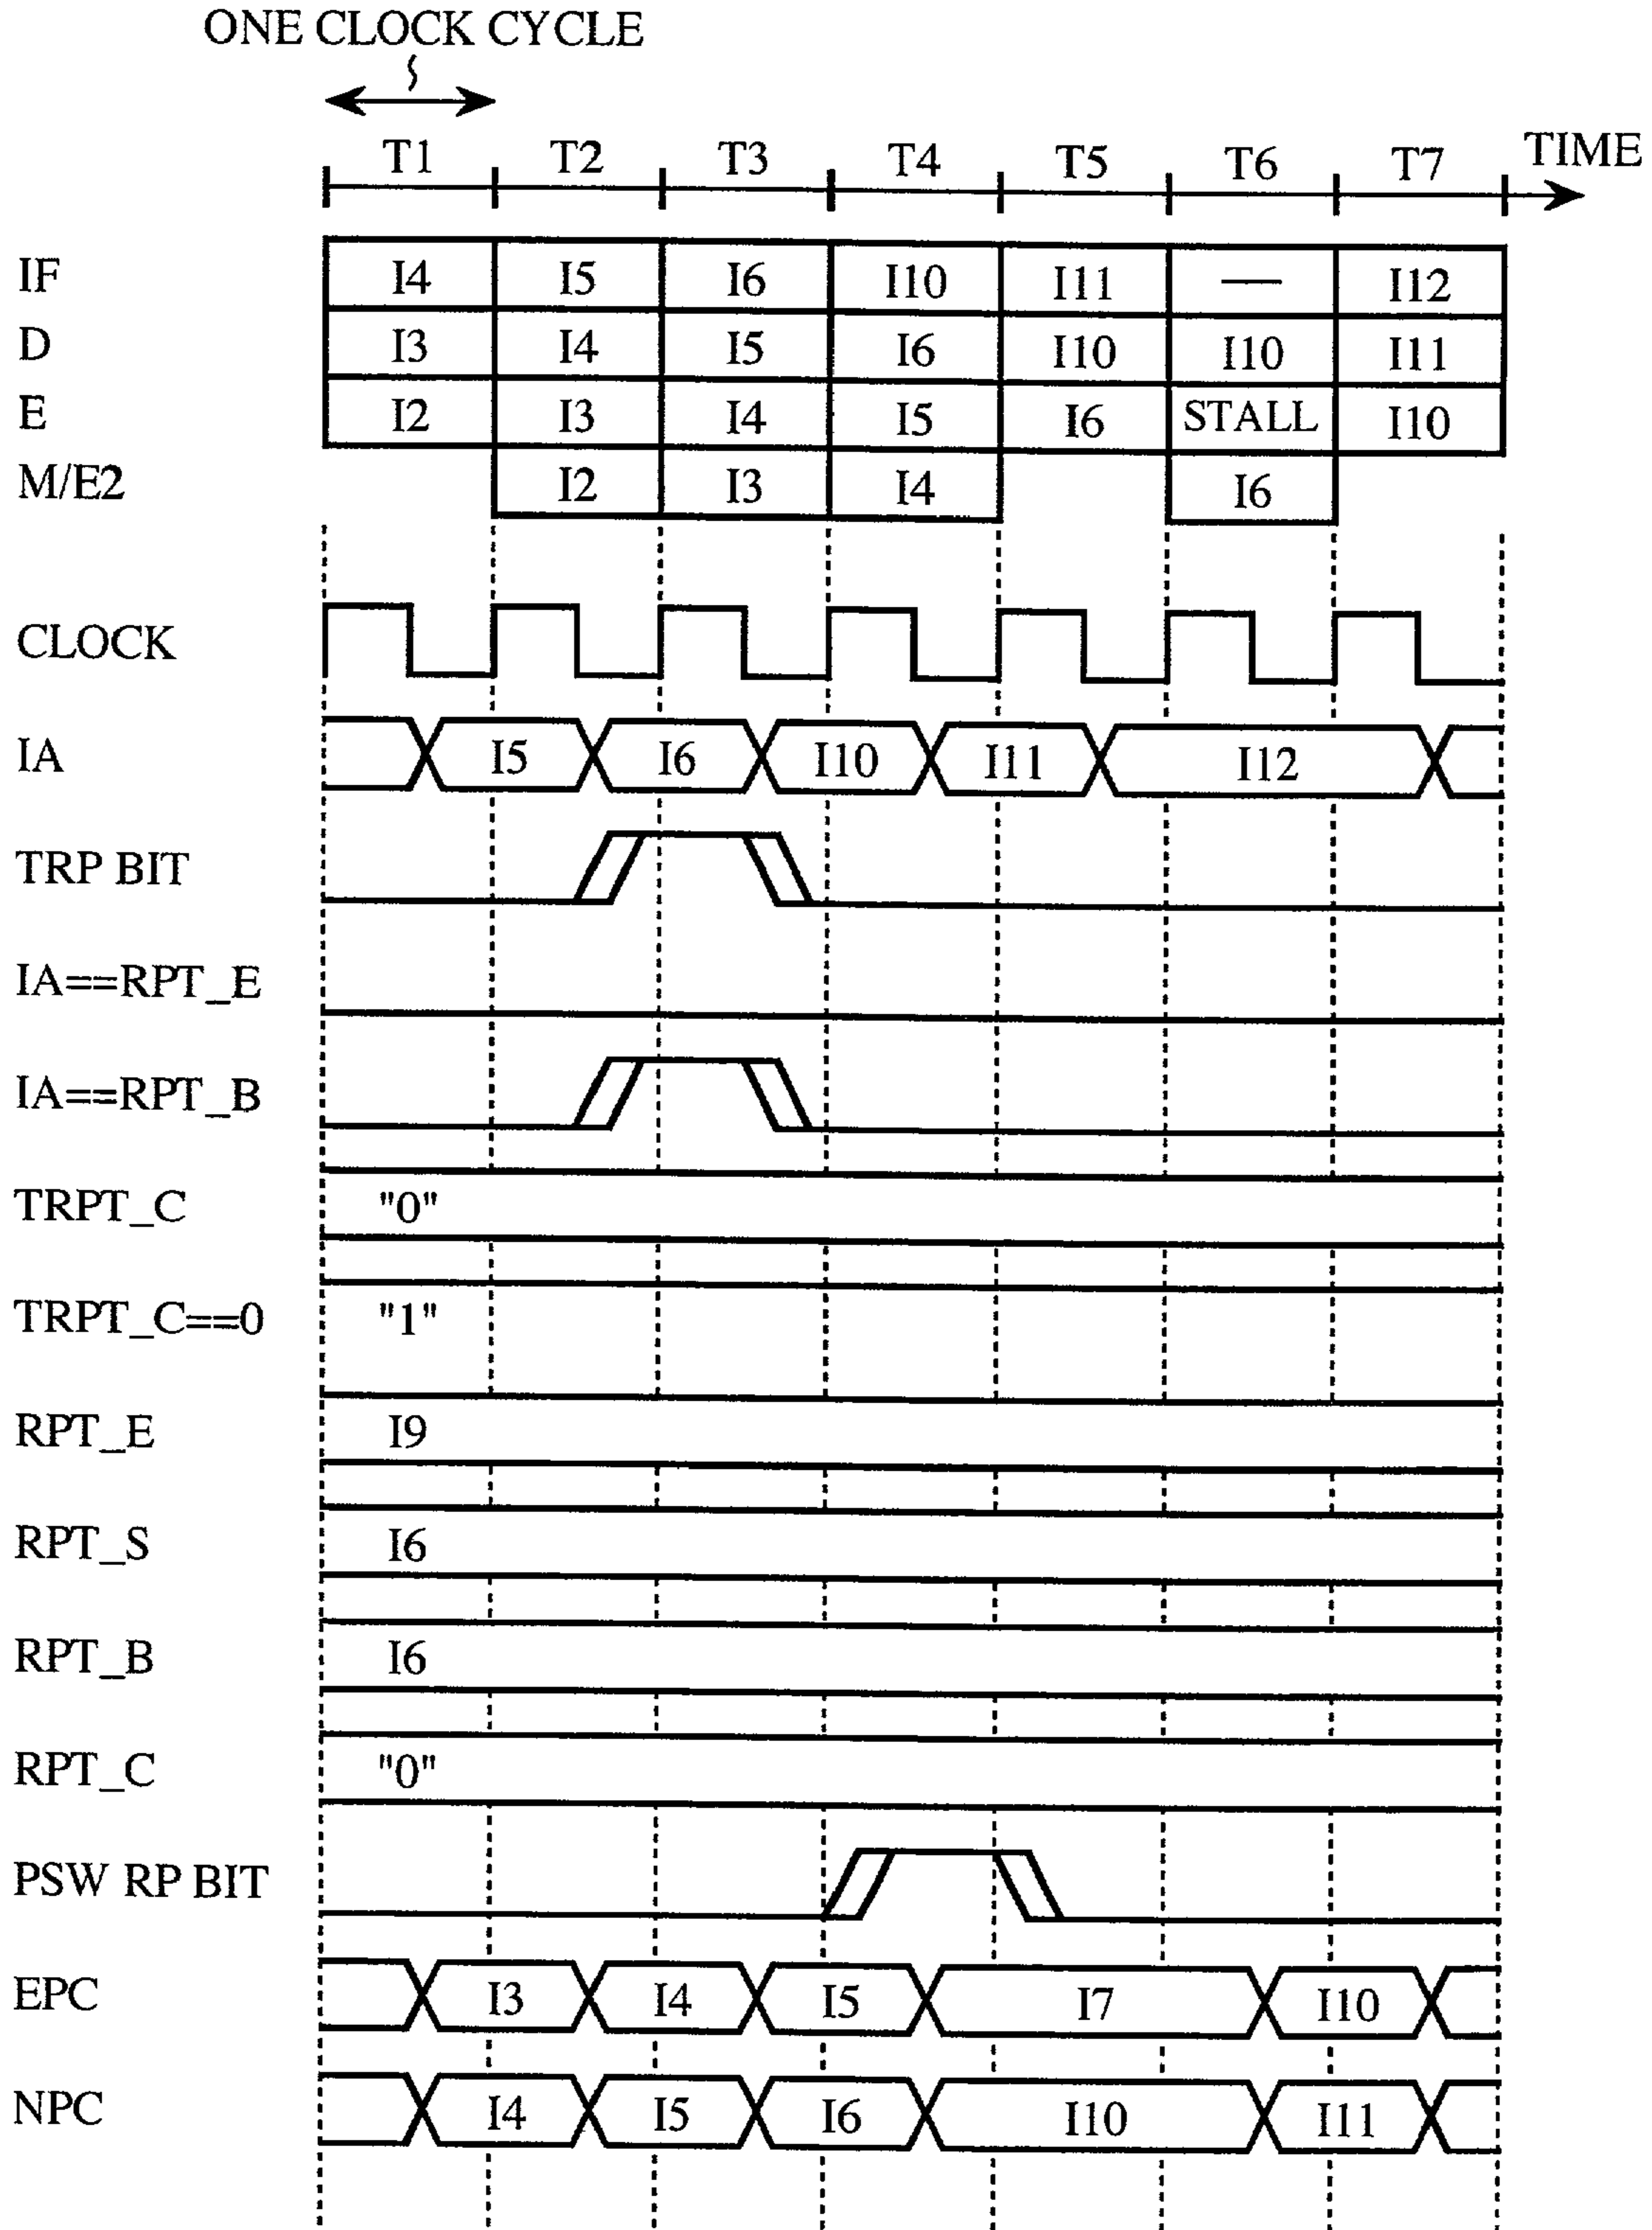 ONE CLOCK CYCLE
T1 T2 T3 T4 T5 T6 T7 TIME
IF I4 I5 I6 I10 I11 — I12
D I3 I4 I5 I6 I10 I10 I11
E I2 I3 I4 I5 I6 STALL I10
M/E2 I2 I3 I4 I6
CLOCK
IA I5 I6 I10 I11 I12
TRP BIT
IA==RPT_E
IA==RPT_B
TRPT_C "0"
TRPT_C==0 "1"
RPT_E I9
RPT_S I6
RPT_B I6
RPT_C "0"
PSW RP BIT
EPC I3 I4 I5 I7 I10
NPC I4 I5 I6 I10 I11